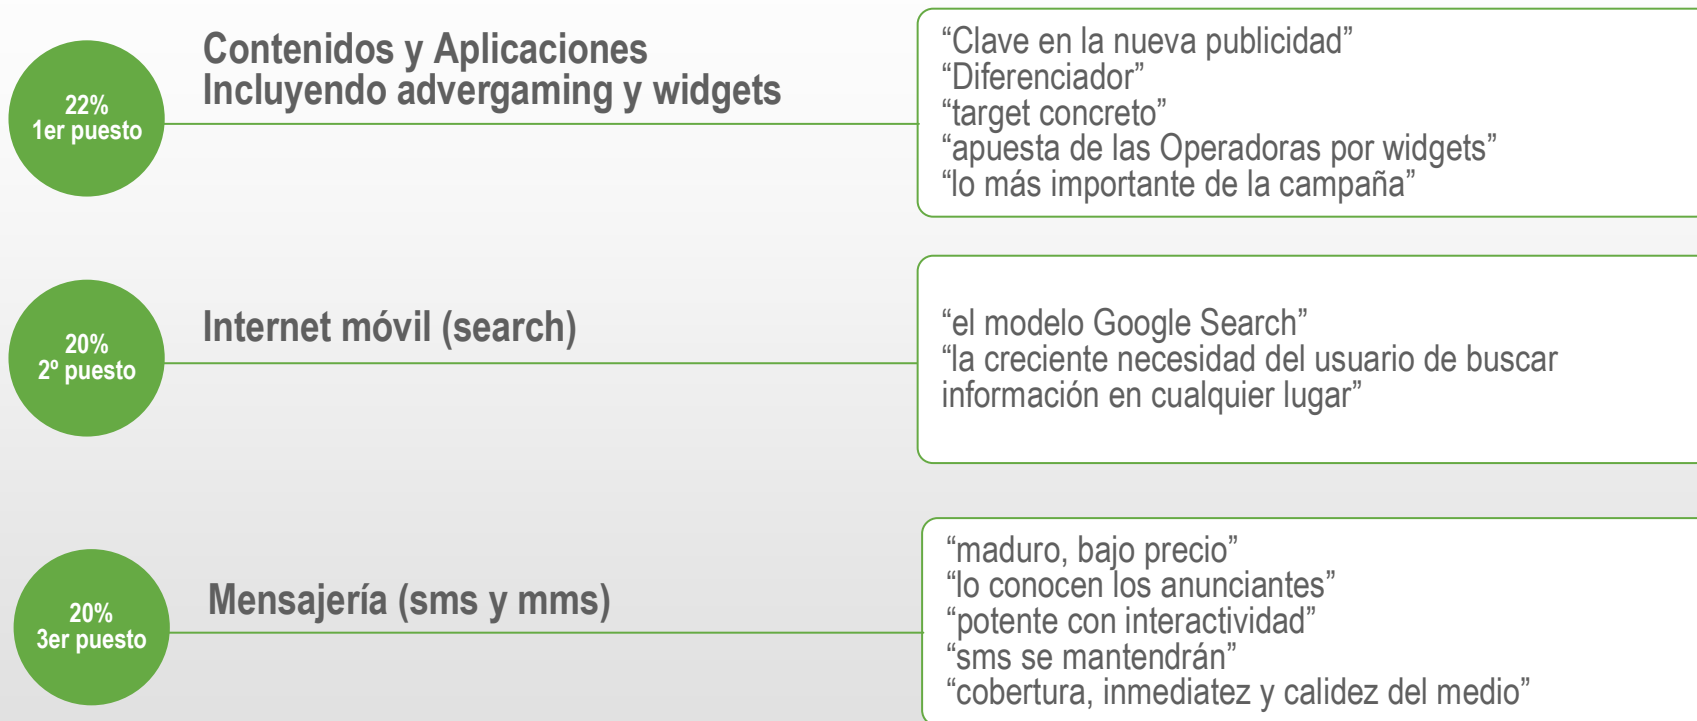 22%
1er puesto
Contenidos y Aplicaciones
Incluyendo advergaming y widgets
“Clave en la nueva publicidad”
“Diferenciador”
“target concreto”
“apuesta de las Operadoras por widgets”
“lo más importante de la campaña”
20%
2º puesto
Internet móvil (search)
“el modelo Google Search”
“la creciente necesidad del usuario de buscar
información en cualquier lugar”
20%
3er puesto
Mensajería (sms y mms)
“maduro, bajo precio”
“lo conocen los anunciantes”
“potente con interactividad”
“sms se mantendrán”
“cobertura, inmediatez y calidez del medio”